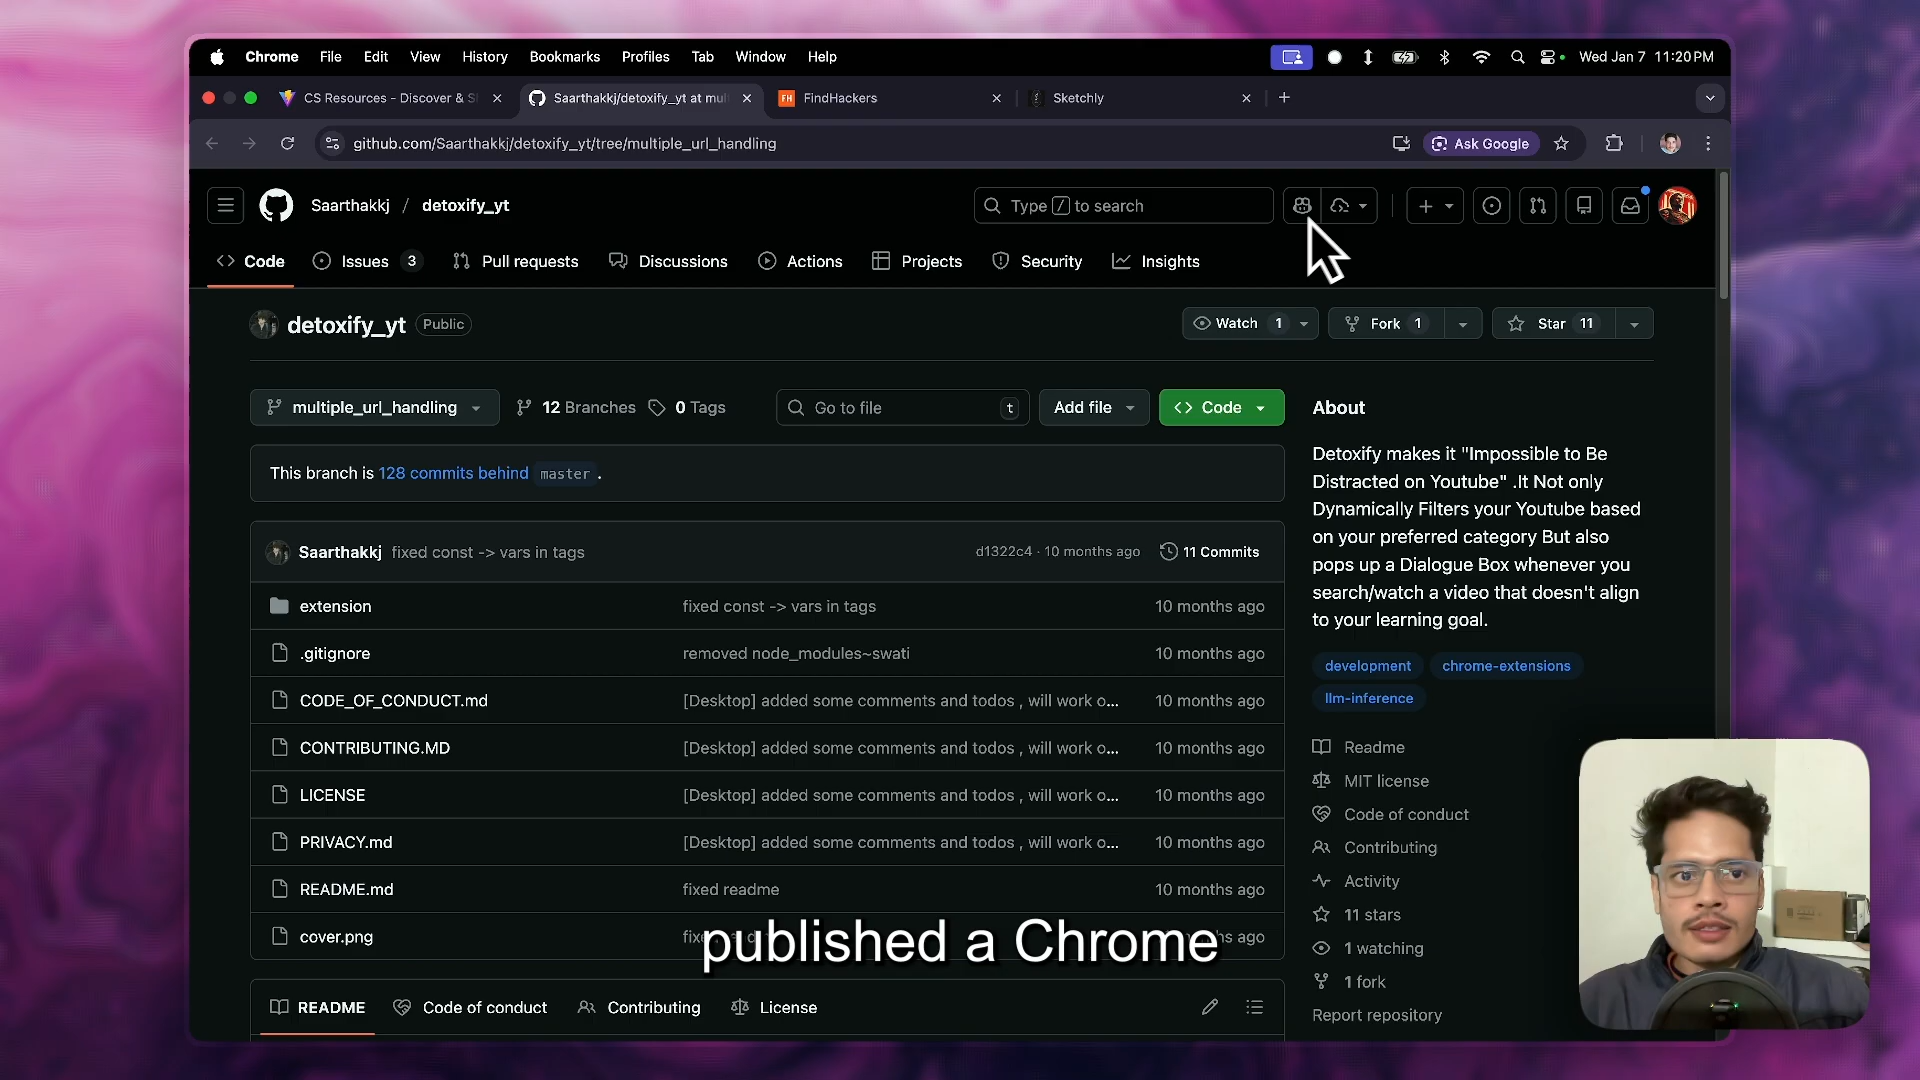 Chrome File Edit View History Bookmarks Profiles Tab Window Help Wed Jan 7 11:20 PM
CS Resources - Discover & S Saarthakkj/detoxify_yt at mul FH FindHackers Sketchly
github.com/Saarthakkj/detoxify_yt/tree/multiple_url_handling Ask Google
Saarthakkj / detoxify_yt Type / to search
Code Issues 3 Pull requests Discussions Actions Projects Security Insights
detoxify_yt Public Watch 1 Fork 1 Star 11
multiple_url_handling 12 Branches 0 Tags Go to file t Add file Code
This branch is 128 commits behind master .
Saarthakkj fixed const -> vars in tags d1322c4 · 10 months ago 11 Commits
extension fixed const -> vars in tags 10 months ago
.gitignore removed node_modules~swati 10 months ago
CODE_OF_CONDUCT.md [Desktop] added some comments and todos , will work o... 10 months ago
CONTRIBUTING.MD [Desktop] added some comments and todos , will work o... 10 months ago
LICENSE [Desktop] added some comments and todos , will work o... 10 months ago
PRIVACY.md [Desktop] added some comments and todos , will work o... 10 months ago
README.md fixed readme 10 months ago
cover.png
published a Chrome
README Code of conduct Contributing License
About
Detoxify makes it "Impossible to Be
Distracted on Youtube" .It Not only
Dynamically Filters your Youtube based
on your preferred category But also
pops up a Dialogue Box whenever you
search/watch a video that doesn't align
to your learning goal.
development chrome-extensions
llm-inference
Readme
MIT license
Code of conduct
Contributing
Activity
11 stars
1 watching
1 fork
Report repository